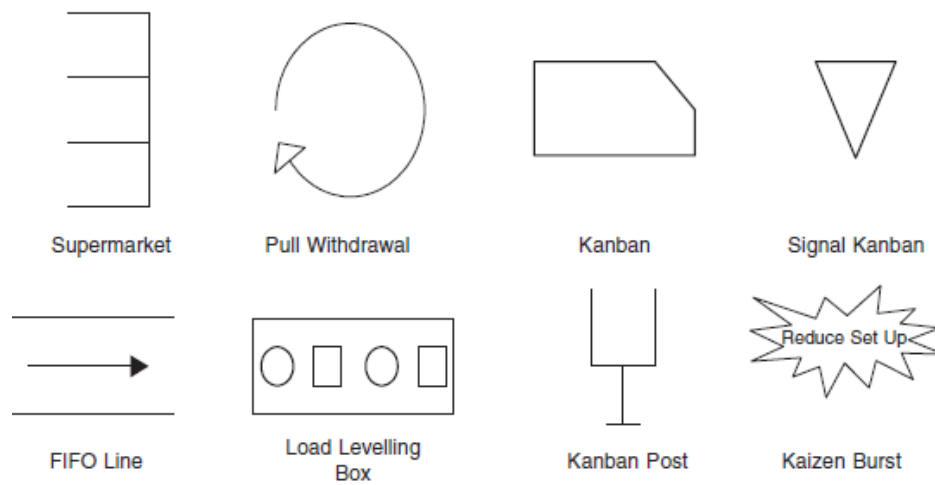 Supermarket
Pull Withdrawal
Kanban
Signal Kanban
Reduce Set Up
FIFO Line
Load Levelling
Box
Kanban Post
Kaizen Burst